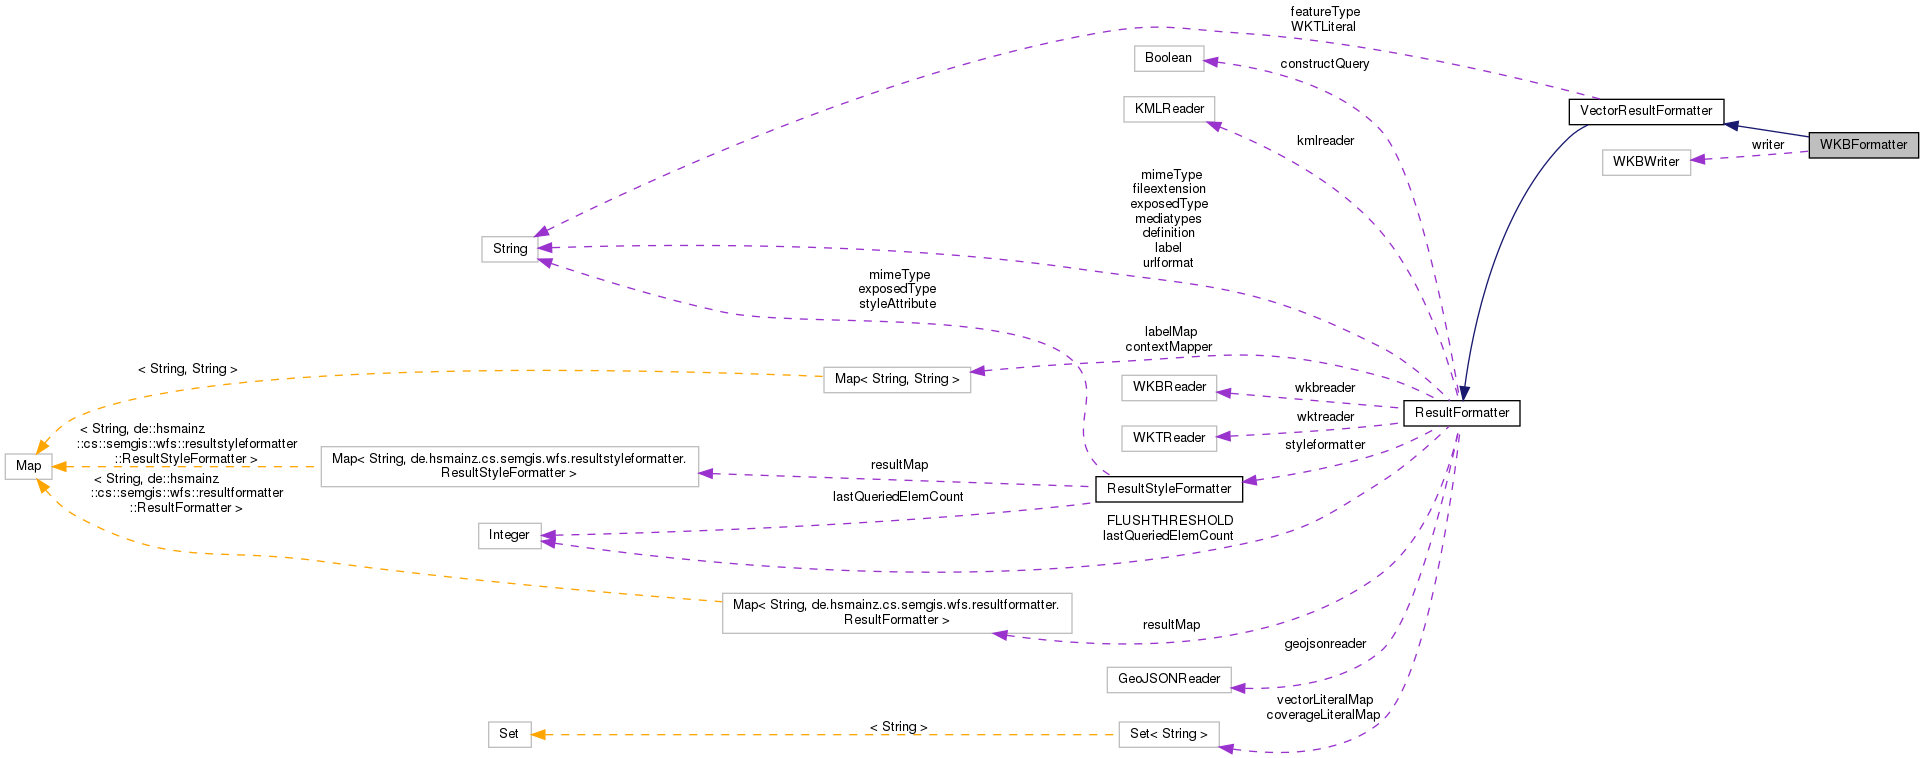 featureType
WKTLiteral
Boolean
constructQuery
KMLReader
VectorResultFormatter
kmlreader
writer
WKBFormatter
WKBWriter
mimeType
fileextension
exposedType
mediatypes
definition
label
urlformat
String
mimeType
exposedType
styleAttribute
labelMap
contextMapper
< String, String >
Map< String, String >
WKBReader
wkbreader
ResultFormatter
wktreader
WKTReader
styleformatter
< String, de::hsmainz
::cs::semgis::wfs::resultstyleformatter
::ResultStyleFormatter >
Map
Map< String, de.hsmainz.cs.semgis.wfs.resultstyleformatter.
ResultStyleFormatter >
resultMap
ResultStyleFormatter
< String, de::hsmainz
::cs::semgis::wfs::resultformatter
::ResultFormatter >
lastQueriedElemCount
Integer
FLUSHTHRESHOLD
lastQueriedElemCount
Map< String, de.hsmainz.cs.semgis.wfs.resultformatter.
ResultFormatter >
resultMap
geojsonreader
GeoJSONReader
vectorLiteralMap
coverageLiteralMap
Set
< String >
Set< String >